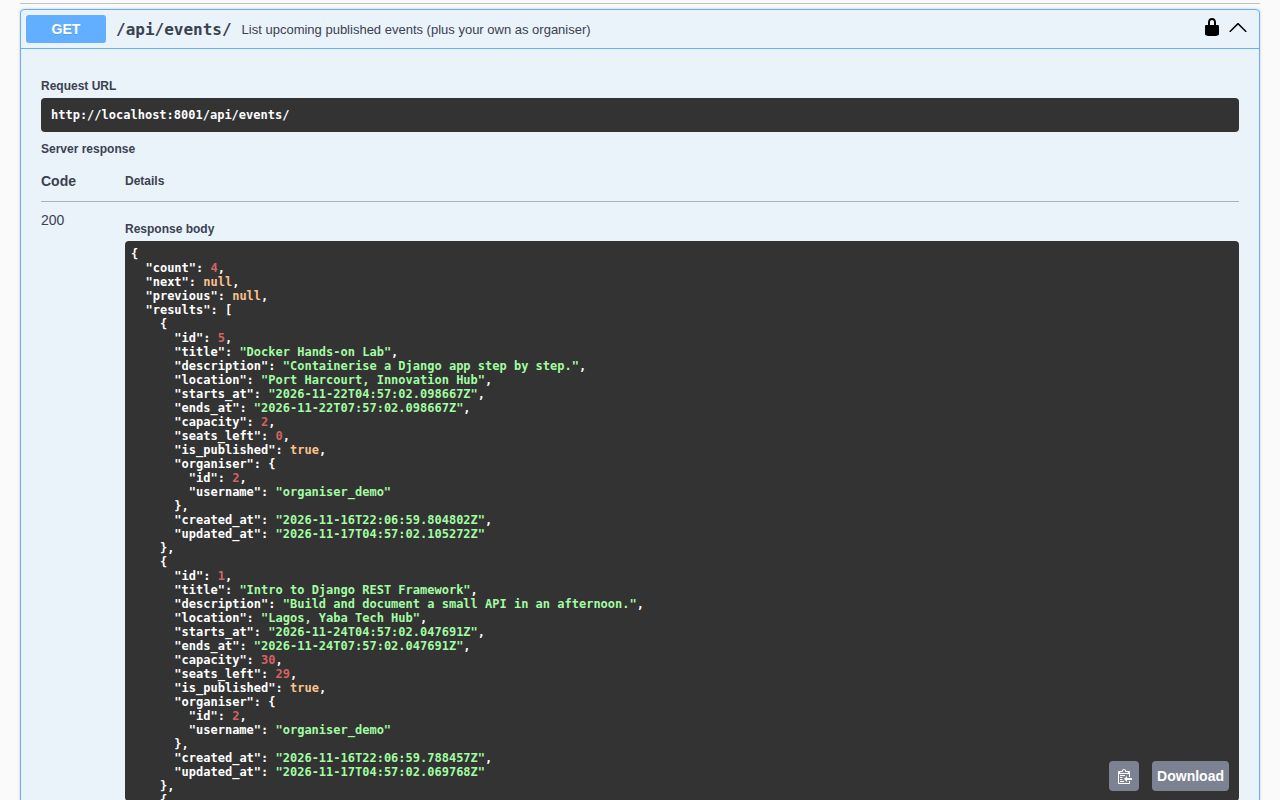 GET /api/events/ List upcoming published events (plus your own as organiser)
Request URL
http://localhost:8001/api/events/
Server response
Code Details
200
Response body
{
  "count": 4,
  "next": null,
  "previous": null,
  "results": [
    {
      "id": 5,
      "title": "Docker Hands-on Lab",
      "description": "Containerise a Django app step by step.",
      "location": "Port Harcourt, Innovation Hub",
      "starts_at": "2026-11-22T04:57:02.098667Z",
      "ends_at": "2026-11-22T07:57:02.098667Z",
      "capacity": 2,
      "seats_left": 0,
      "is_published": true,
      "organiser": {
        "id": 2,
        "username": "organiser_demo"
      },
      "created_at": "2026-11-16T22:06:59.804802Z",
      "updated_at": "2026-11-17T04:57:02.105272Z"
    },
    {
      "id": 1,
      "title": "Intro to Django REST Framework",
      "description": "Build and document a small API in an afternoon.",
      "location": "Lagos, Yaba Tech Hub",
      "starts_at": "2026-11-24T04:57:02.047691Z",
      "ends_at": "2026-11-24T07:57:02.047691Z",
      "capacity": 30,
      "seats_left": 29,
      "is_published": true,
      "organiser": {
        "id": 2,
        "username": "organiser_demo"
      },
      "created_at": "2026-11-16T22:06:59.788457Z",
      "updated_at": "2026-11-17T04:57:02.069768Z"
    },
    {
Download